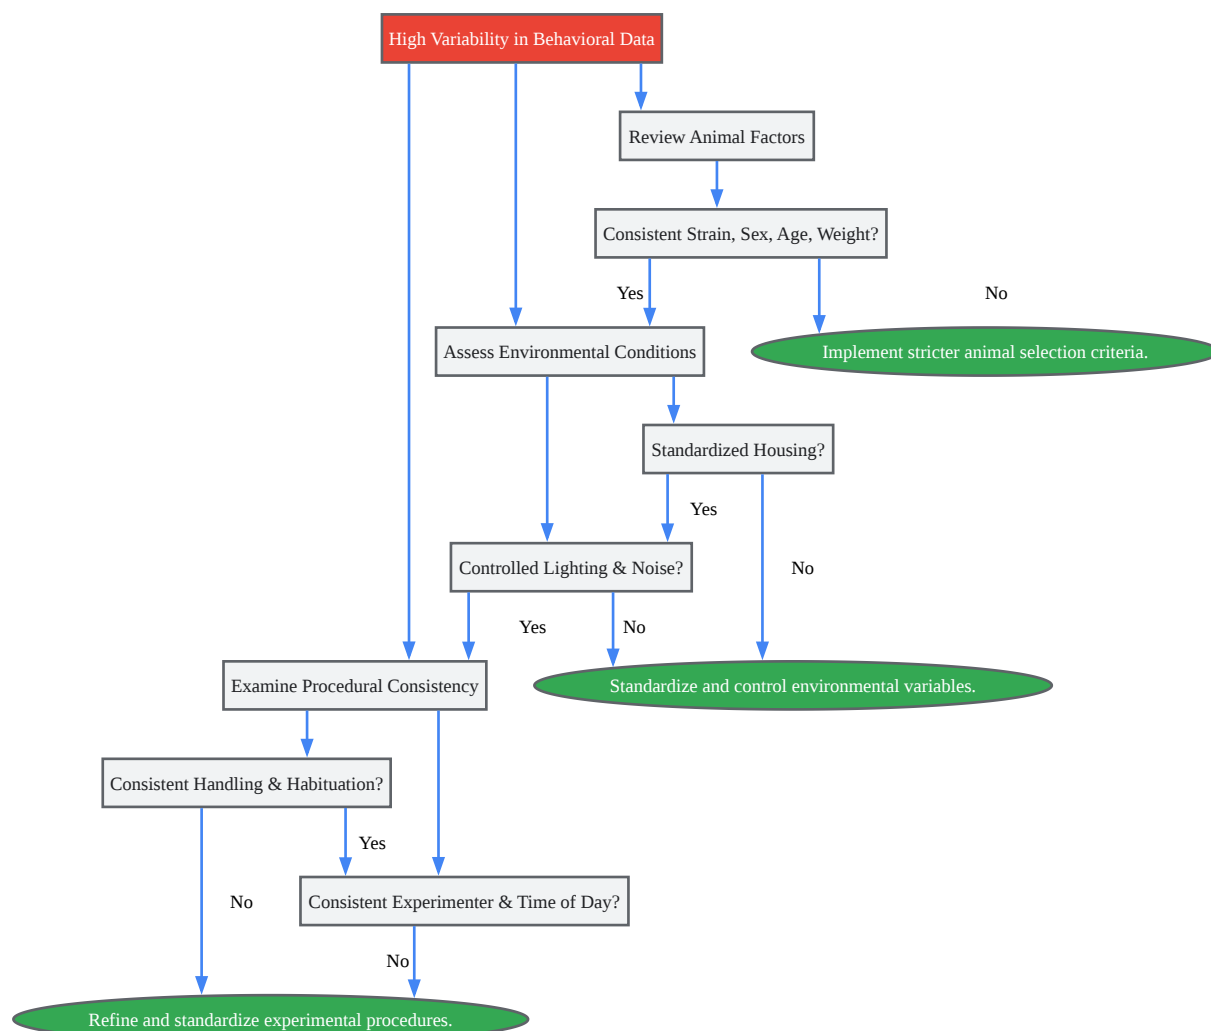 High Variability in Behavioral Data
Review Animal Factors
Consistent Strain, Sex, Age, Weight?
Yes
No
Assess Environmental Conditions
Implement stricter animal selection criteria.
Standardized Housing?
Yes
Controlled Lighting & Noise?
No
Yes
No
Examine Procedural Consistency
Standardize and control environmental variables.
Consistent Handling & Habituation?
Yes
No
Consistent Experimenter & Time of Day?
No
Refine and standardize experimental procedures.